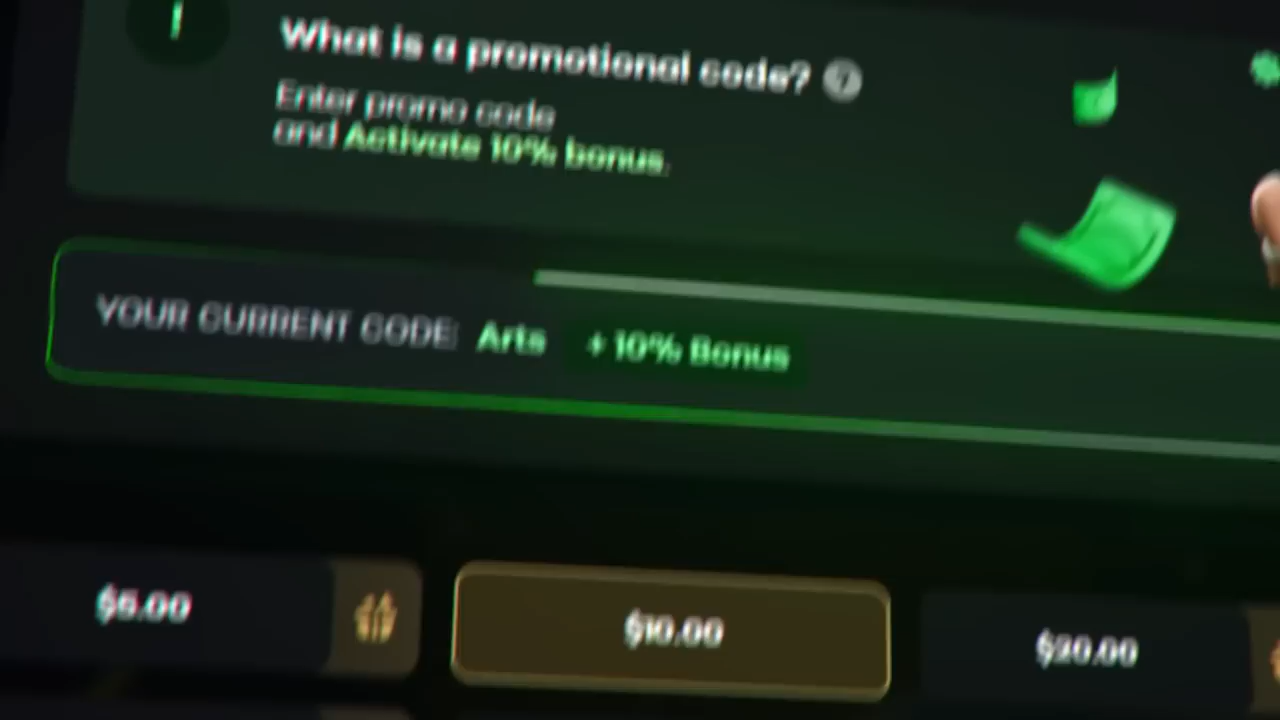 What is a promotional code? ?
Enter promo code
and Activate 10% bonus.
YOUR CURRENT CODE: Arts + 10% Bonus
$5.00
$10.00
$20.00